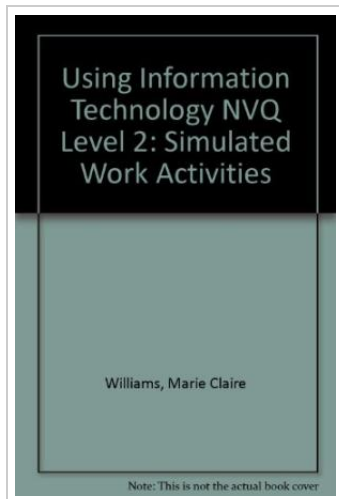 Using Information
Technology NVQ
Level 2: Simulated
Work Activities
Williams, Marie Claire
Note: This is not the actual book cover